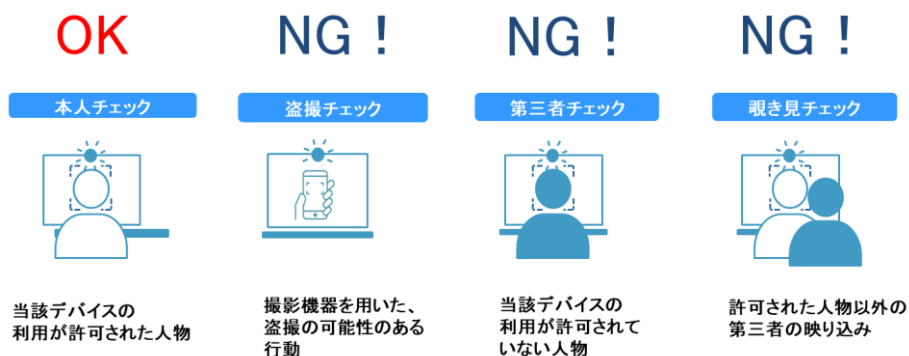 OK
NG！
NG！
NG！
本人チェック
盗撮チェック
第三者チェック
覗き見チェック
当該デバイスの
利用が許可された人物
撮影機器を用いた、
盗撮の可能性のある
行動
当該デバイスの
利用が許可されて
いない人物
許可された人物以外の
第三者の映り込み